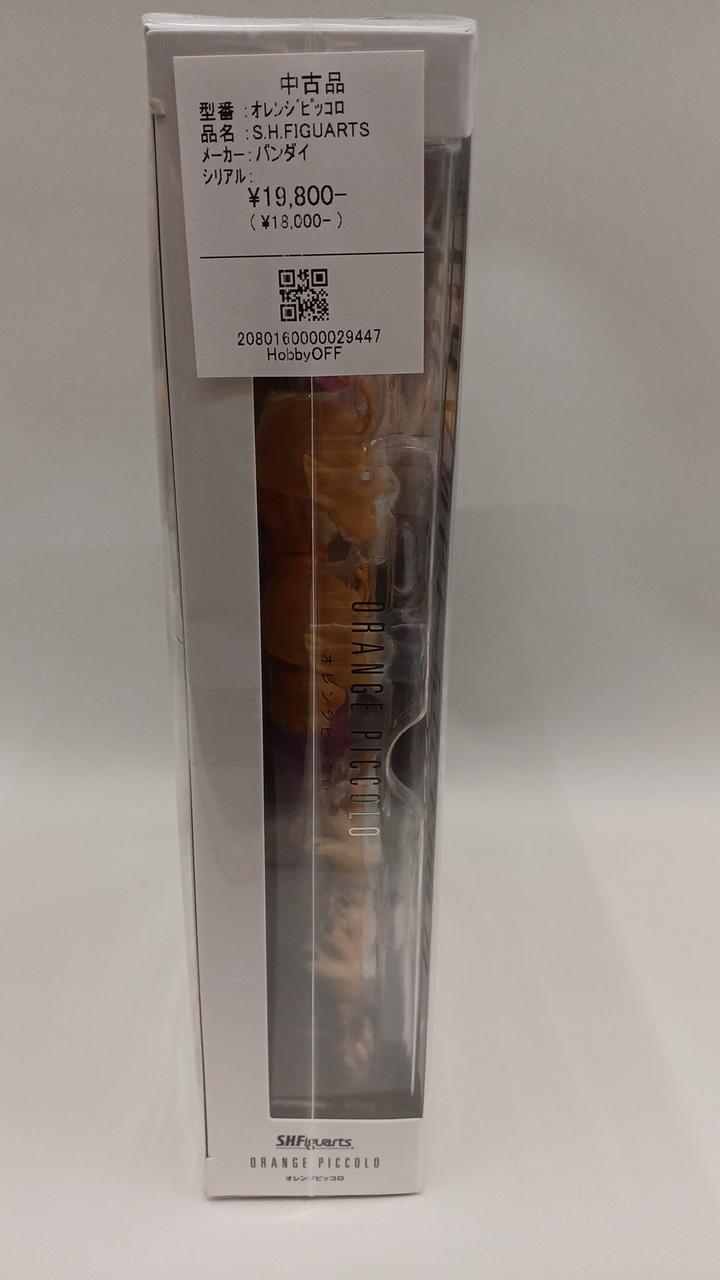 中古品
型番:オレンジピッコロ
品名:S.H.FIGUARTS
メーカー:バンダイ
シリアル:
¥19,800-
(¥18,000-)
2080160000029447
HobbyOFF
ORANGE PICCOLO
オレンジピッコロ
S.H.Figuarts
ORANGE PICCOLO
オレンジピッコロ